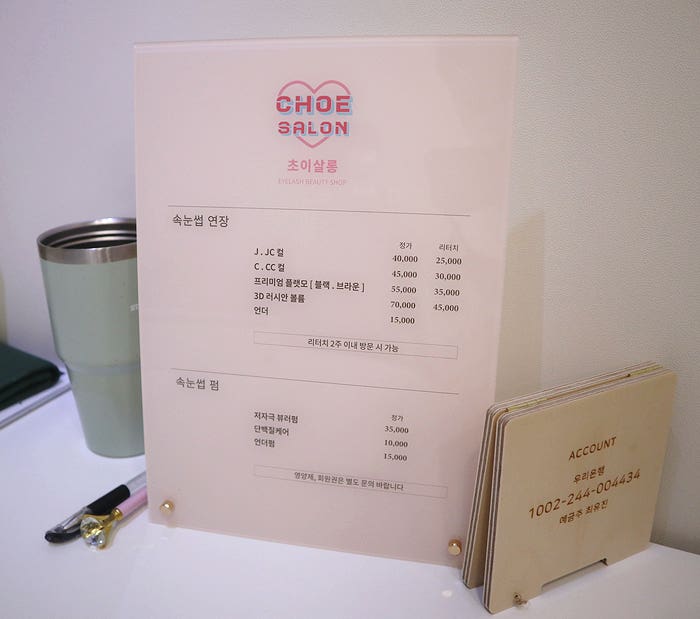 CHOE
SALON
초이살롱
EYELASH BEAUTY SHOP
속눈썹 연장
정가 리터치
J . JC 컬 40,000 25,000
C . CC 컬 45,000 30,000
프리미엄 플랫모 [ 블랙 . 브라운 ] 55,000 35,000
3D 러시안 볼륨 70,000 45,000
언더 15,000
리터치 2주 이내 방문 시 가능
속눈썹 펌
정가
저자극 뷰러펌 35,000
단백질케어 10,000
언더펌 15,000
영양제, 회원권은 별도 문의 바랍니다
ACCOUNT
우리은행
1002-244-004434
예금주 최유진